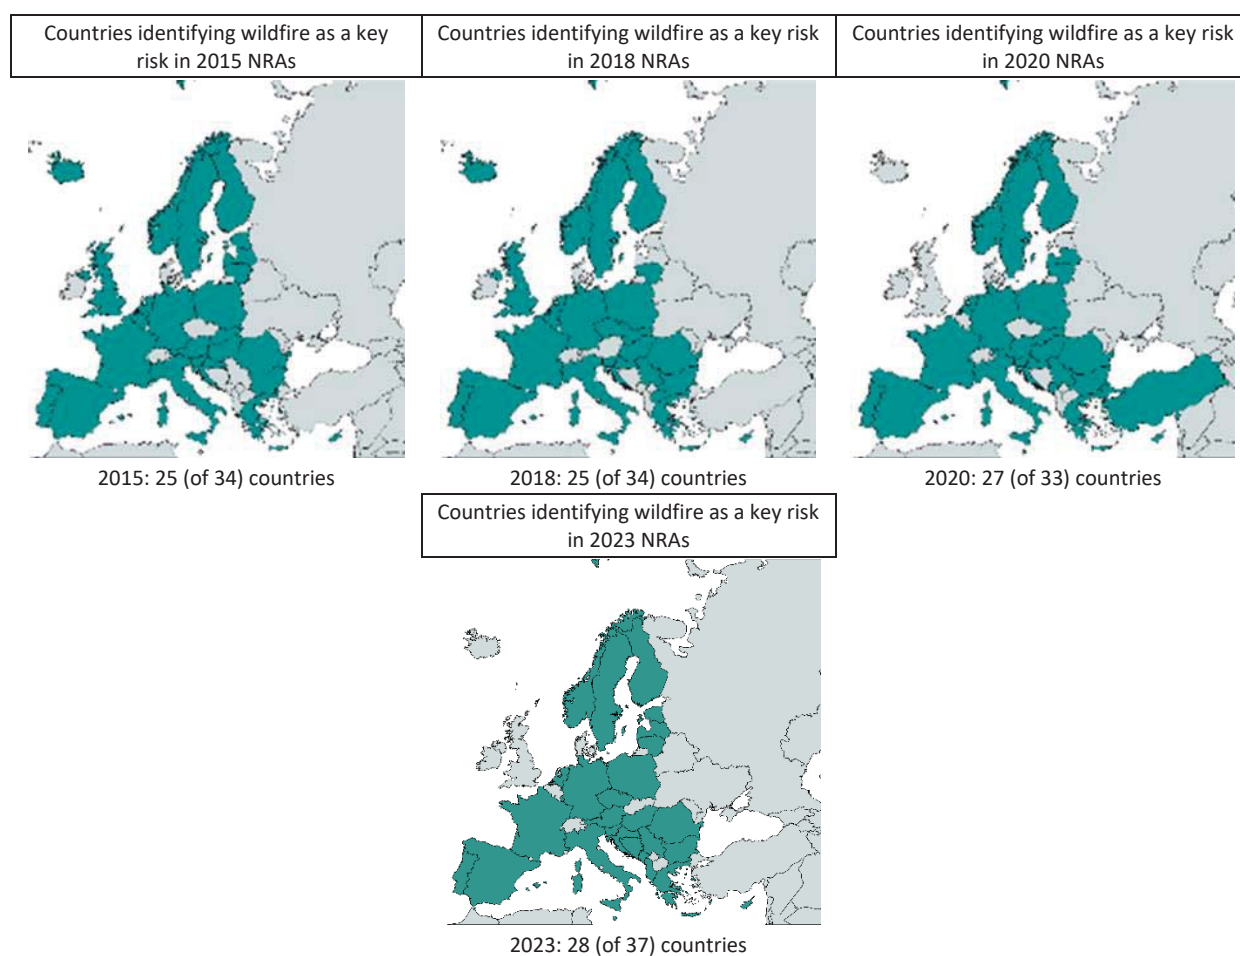 Countries identifying wildfire as a key
risk in 2015 NRAs
Countries identifying wildfire as a key risk
in 2018 NRAs
Countries identifying wildfire as a key risk
in 2020 NRAs
2015: 25 (of 34) countries
2018: 25 (of 34) countries
2020: 27 (of 33) countries
Countries identifying wildfire as a key risk
in 2023 NRAs
2023: 28 (of 37) countries